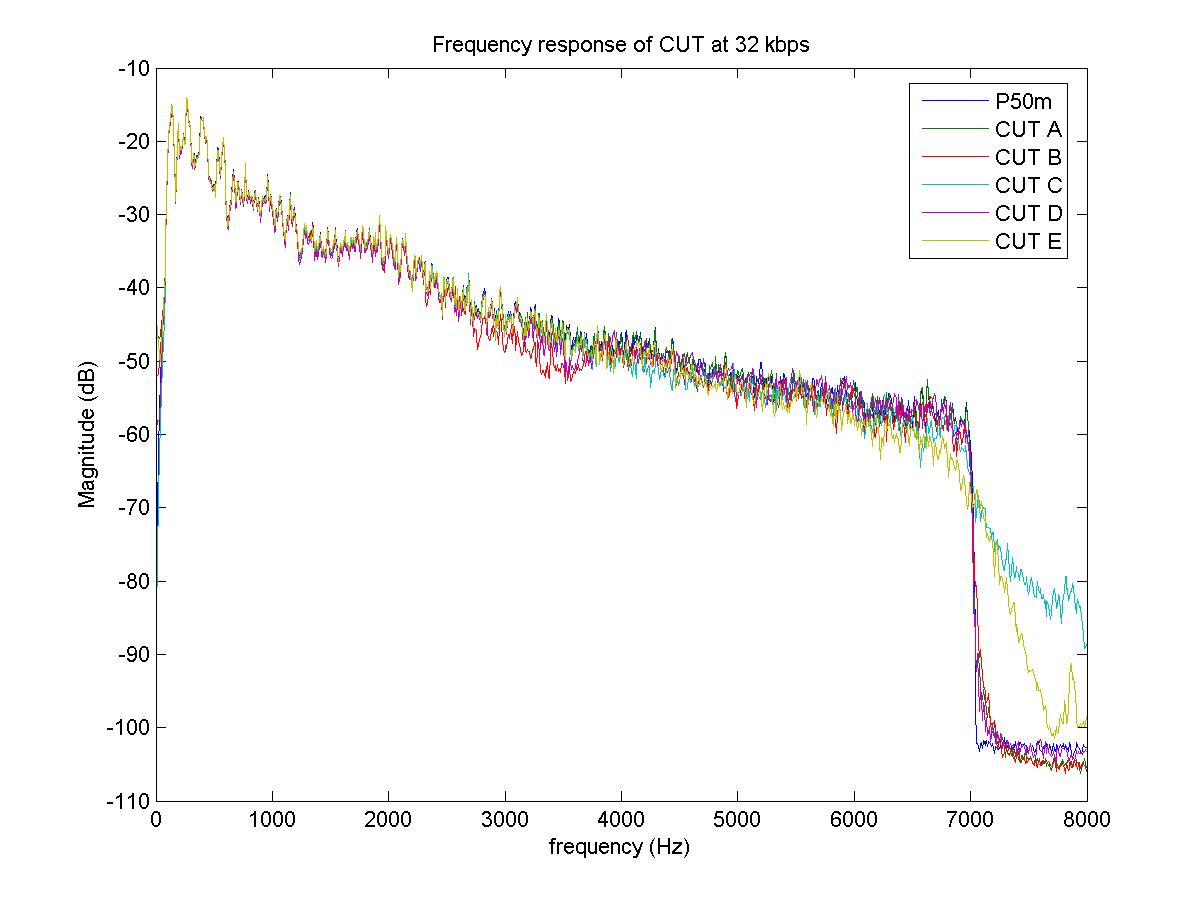 Frequency response of CUT at 32 kbps
-10
-20
-30
-40
-50
-60
-70
-80
-90
-100
-110
Magnitude (dB)
P50m
CUT A
CUT B
CUT C
CUT D
CUT E
0 1000 2000 3000 4000 5000 6000 7000 8000
frequency (Hz)